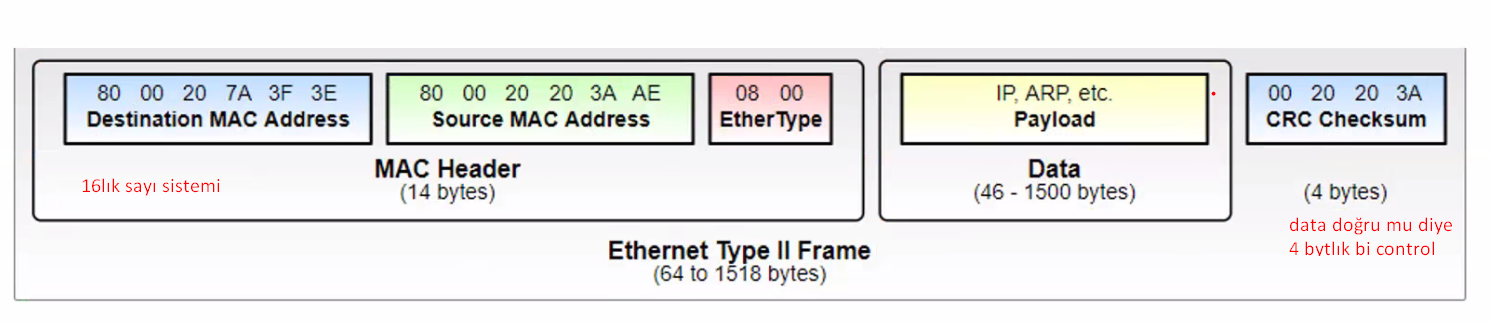 80 00 20 7A 3F 3E
Destination MAC Address
80 00 20 20 3A AE
Source MAC Address
08 00
EtherType
MAC Header
(14 bytes)
16lık sayı sistemi
IP, ARP, etc.
Payload
Data
(46 - 1500 bytes)
00 20 20 3A
CRC Checksum
(4 bytes)
data doğru mu diye
4 bytlık bi control
Ethernet Type II Frame
(64 to 1518 bytes)